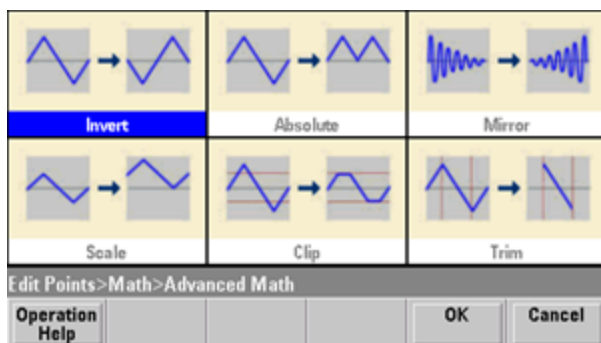 Invert
Absolute
Mirror
Scale
Clip
Trim
Edit Points>Math>Advanced Math
Operation
Help
OK
Cancel